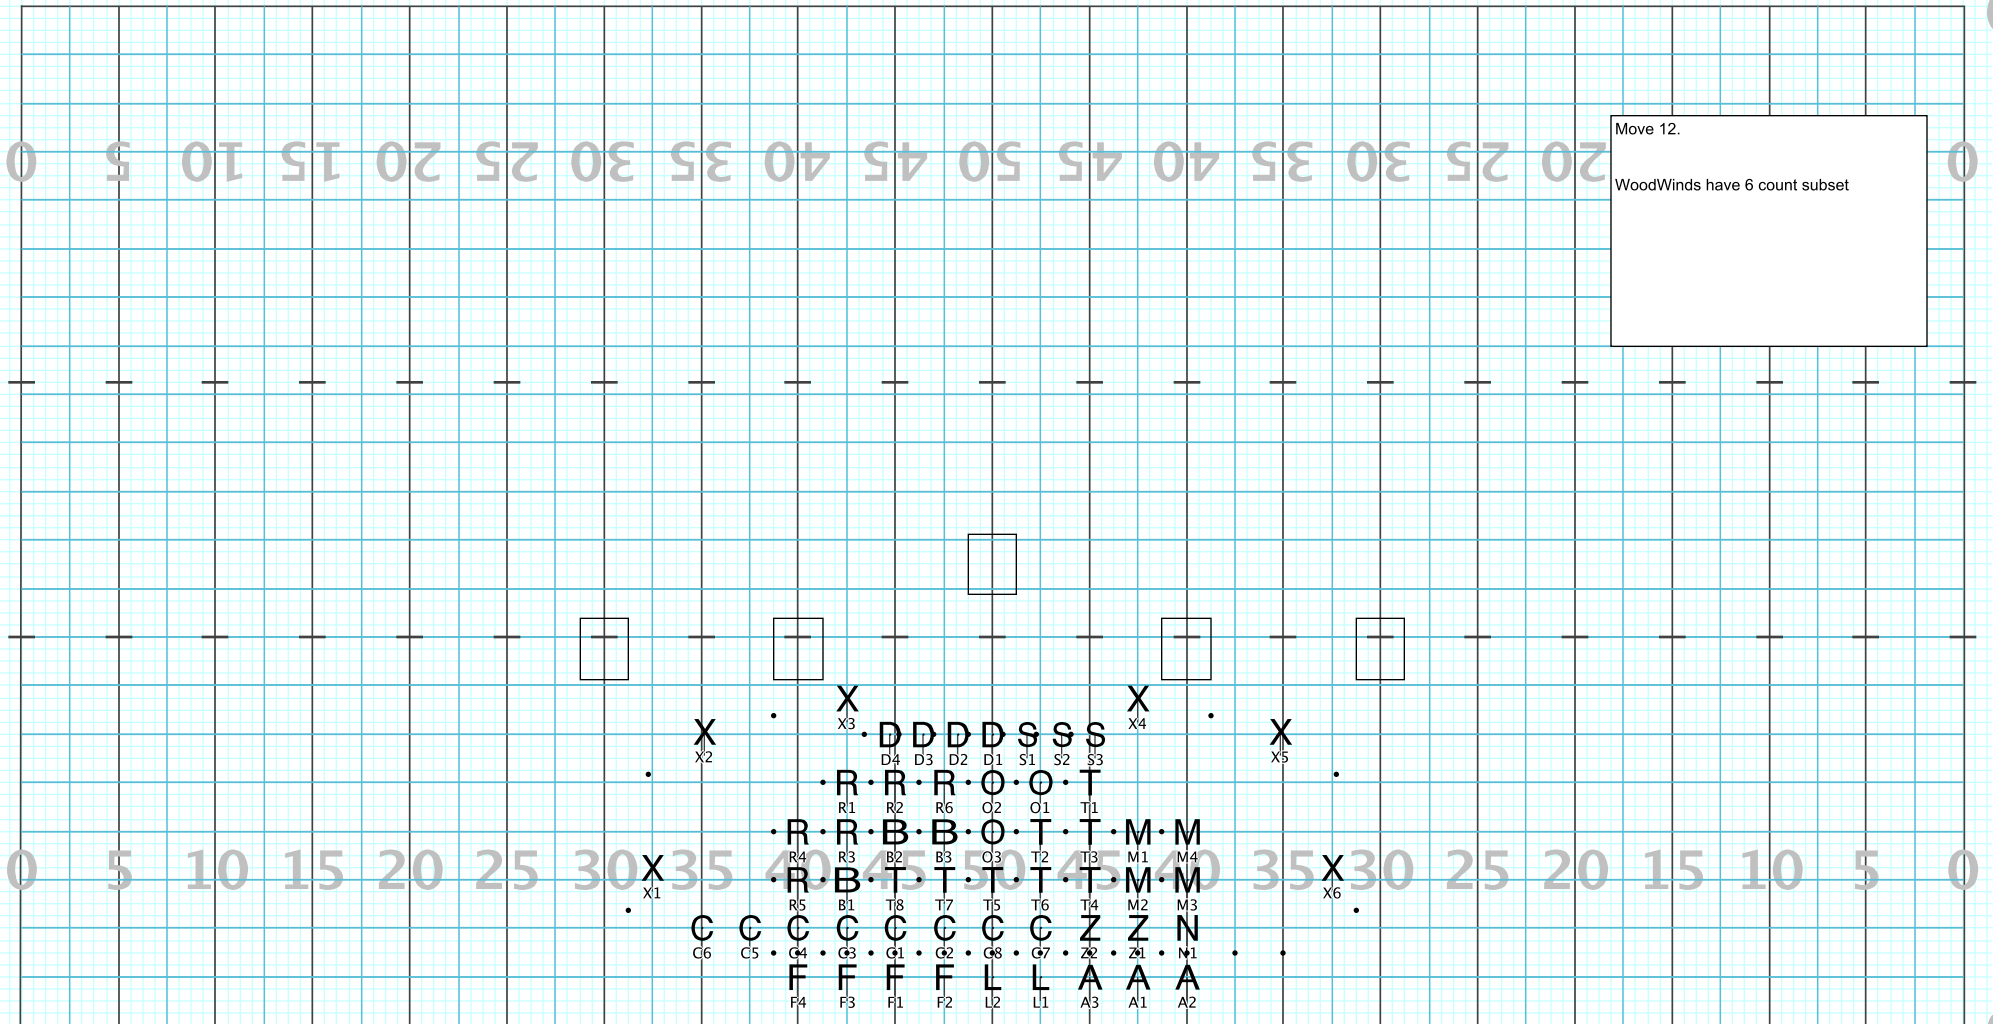 0 5 10 15 20 25 30 35 40 45 50 45 40 35 30 25 20 0
Move 12.
WoodWinds have 6 count subset
X X
X3 X4
X D D D D S S S X
X2 D4 D3 D2 D1 S1 S2 S3 X5
R R R O O T
R1 R2 R6 O2 O1 T1
R R B B O T T M M
R4 R3 B2 B3 O3 T2 T3 M1 M4
0 5 10 15 20 25 30 35 40 45 50 45 40 35 30 25 20 15 10 5 0
X X
X1 X6
R B T T T T T M M
R5 B1 T8 T7 T5 T6 T4 M2 M3
C C C C C C C C Z Z N
C6 C5 C4 C3 C1 C2 C8 C7 Z2 Z1 N1
F F F F L L A A A
F4 F3 F1 F2 L2 L1 A3 A1 A2